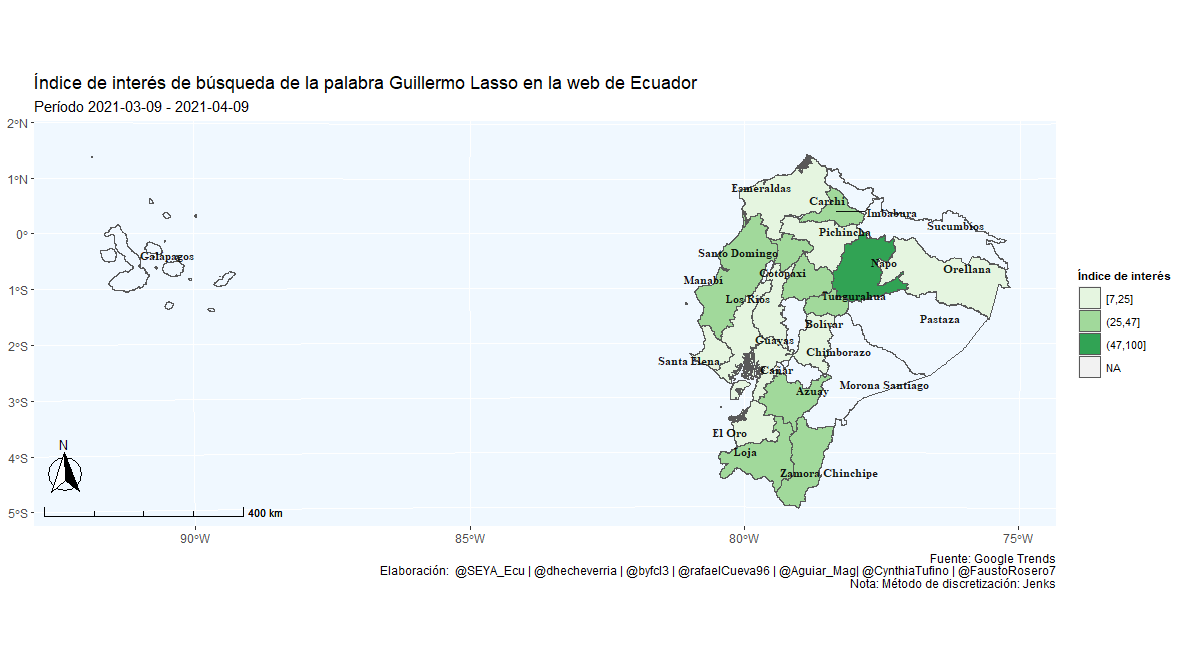 Índice de interés de búsqueda de la palabra Guillermo Lasso en la web de Ecuador
Período 2021-03-09 - 2021-04-09
2°N
1°N
0°
1°S
2°S
3°S
4°S
5°S
90°W
85°W
80°W
75°W
Esmeraldas
Carchi
Imbabura
Sucumbios
Pichincha
Santo Domingo
Galápagos
Napo
Orellana
Cotopaxi
Manabí
Los Ríos
Tungurahua
Bolívar
Pastaza
Guayas
Chimborazo
Santa Elena
Cañar
Morona Santiago
Azuay
El Oro
Loja
Zamora Chinchipe
N
400 km
Índice de interés
[7,25]
(25,47]
(47,100]
NA
Fuente: Google Trends
Elaboración: @SEYA_Ecu | @dhecheverria | @byfcl3 | @rafaelCueva96 | @Aguiar_Mag| @CynthiaTufino | @FaustoRosero7
Nota: Método de discretización: Jenks